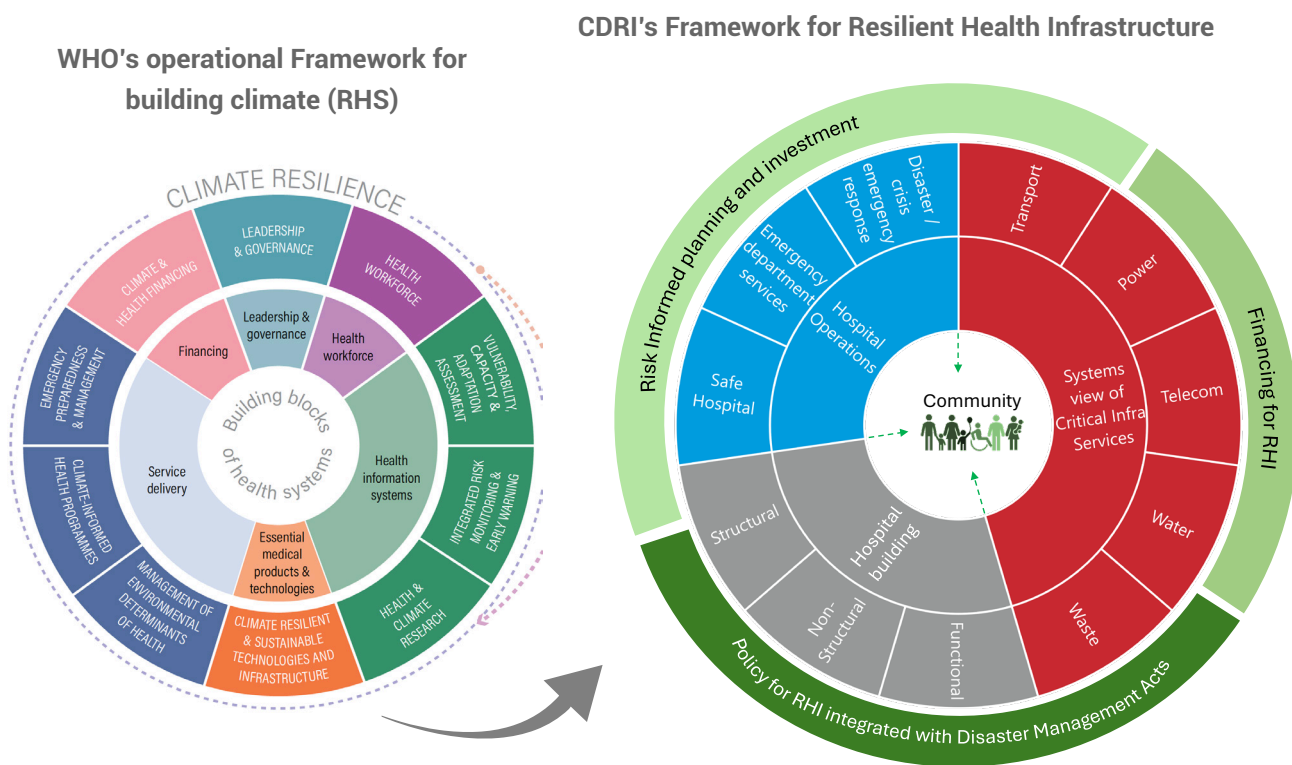 WHO's operational Framework for
building climate (RHS)
CLIMATE RESILIENCE
LEADERSHIP
& GOVERNANCE
HEALTH
WORKFORCE
VULNERABILITY,
CAPACITY &
ADAPTATION
ASSESSMENT
INTEGRATED RISK
MONITORING &
EARLY WARNING
HEALTH &
CLIMATE
RESEARCH
CLIMATE RESILIENT
& SUSTAINABLE
TECHNOLOGIES AND
INFRASTRUCTURE
MANAGEMENT OF
ENVIRONMENTAL
DETERMINANTS
OF HEALTH
CLIMATE-INFORMED
HEALTH PROGRAMMES
EMERGENCY
PREPAREDNESS
& MANAGEMENT
CLIMATE &
HEALTH FINANCING
Leadership &
governance
Health
workforce
Health
information
systems
Essential
medical
products &
technologies
Service
delivery
Financing
Building blocks
of health systems
CDRI's Framework for Resilient Health Infrastructure
Risk Informed planning and investment
Financing for RHI
Policy for RHI integrated with Disaster Management Acts
Disaster /
crisis
emergency
response
Emergency
department
services
Safe
Hospital
Hospital
Operations
Transport
Power
Telecom
Water
Waste
Systems
view of
Critical Infra
Services
Structural
Non-
Structural
Functional
Hospital
building
Community